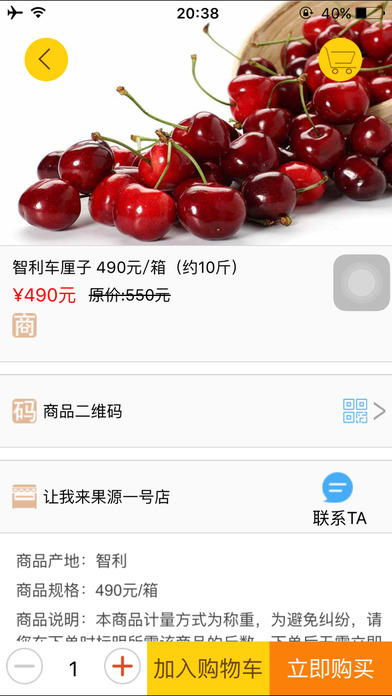 20:38
40%
智利车厘子 490元/箱（约10斤）
¥490元 原价:550元
商
码 商品二维码
让我来果源一号店
联系TA
商品产地：智利
商品规格：490元/箱
商品说明：本商品计量方式为称重，为避免纠纷，请
1
加入购物车
立即购买